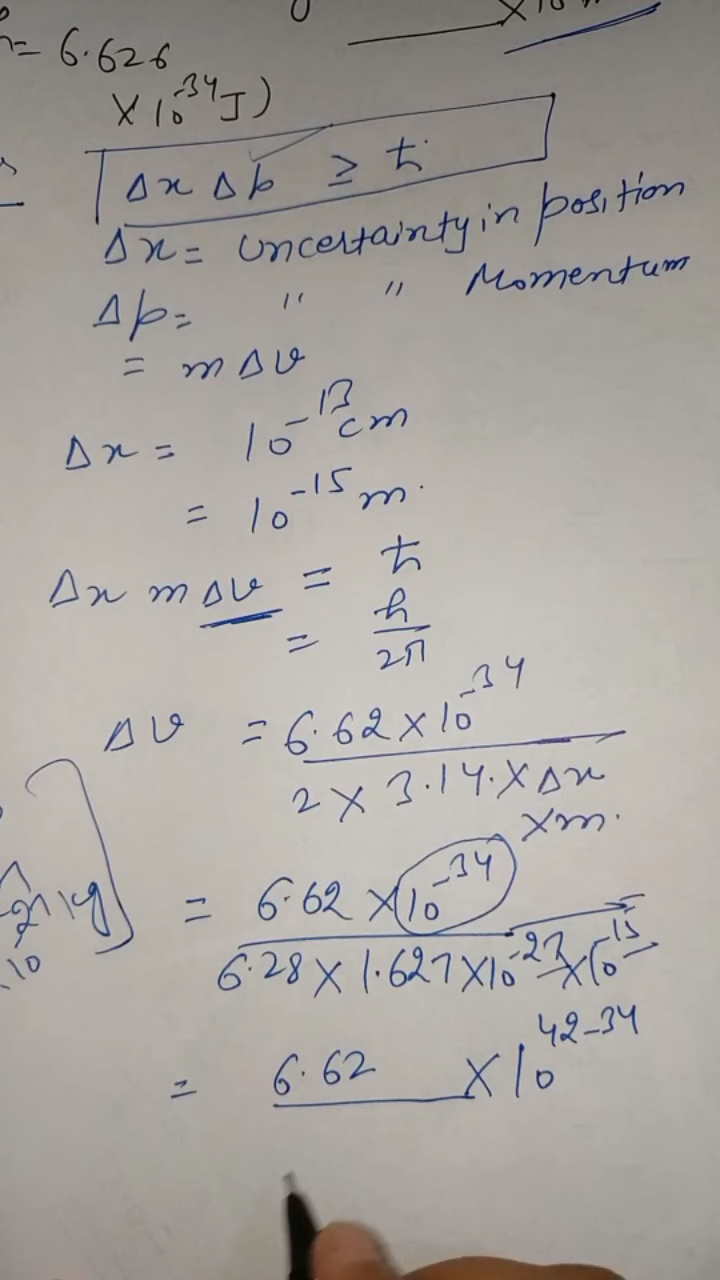 h = 6.626
× 10⁻³⁴ J)
Δx Δp ≥ ħ
Δx = Uncertainty in position
Δp = " " Momentum
= m Δv
Δx = 10⁻¹³ cm
= 10⁻¹⁵ m.
Δx m Δv = ħ
= h/2π
Δv = 6.62 × 10⁻³⁴
2 × 3.14. × Δx
× m.
= 6.62 × 10⁻³⁴
kg]
6.28 × 1.627 × 10⁻²⁷ × 10⁻¹⁵
= 6.62 × 10⁴²⁻³⁴